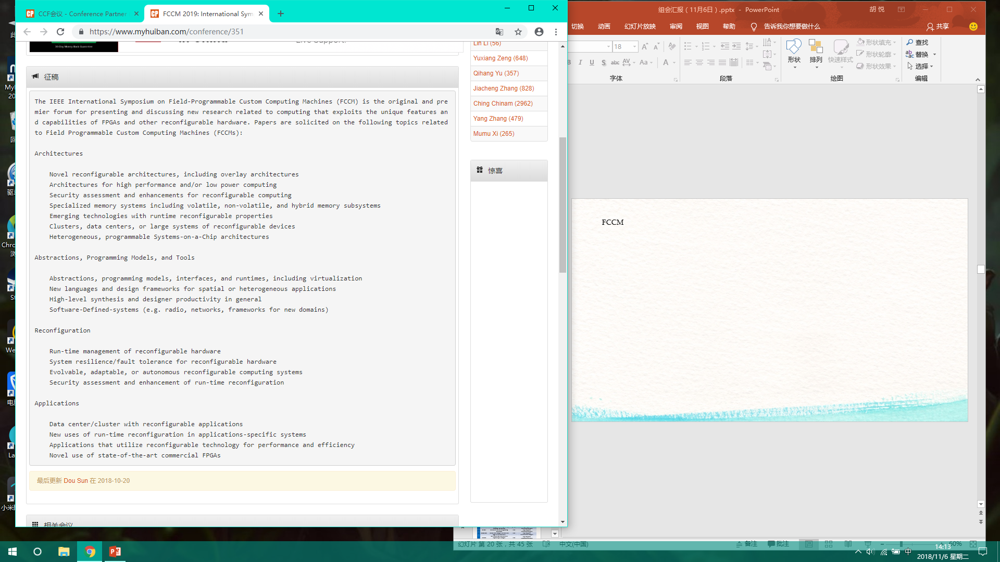 CCF会议 - Conference Partner
FCCM 2019: International Sym
https://www.myhuiban.com/conference/351
30-Day Money-Back Guarantee
Live Support!
征稿
The IEEE International Symposium on Field-Programmable Custom Computing Machines (FCCM) is the original and pre
mier forum for presenting and discussing new research related to computing that exploits the unique features an
d capabilities of FPGAs and other reconfigurable hardware. Papers are solicited on the following topics related
to Field Programmable Custom Computing Machines (FCCMs):
Architectures
Novel reconfigurable architectures, including overlay architectures
Architectures for high performance and/or low power computing
Security assessment and enhancements for reconfigurable computing
Specialized memory systems including volatile, non-volatile, and hybrid memory subsystems
Emerging technologies with runtime reconfigurable properties
Clusters, data centers, or large systems of reconfigurable devices
Heterogeneous, programmable Systems-on-a-Chip architectures
Abstractions, Programming Models, and Tools
Abstractions, programming models, interfaces, and runtimes, including virtualization
New languages and design frameworks for spatial or heterogeneous applications
High-level synthesis and designer productivity in general
Software-Defined-systems (e.g. radio, networks, frameworks for new domains)
Reconfiguration
Run-time management of reconfigurable hardware
System resilience/fault tolerance for reconfigurable hardware
Evolvable, adaptable, or autonomous reconfigurable computing systems
Security assessment and enhancement of run-time reconfiguration
Applications
Data center/cluster with reconfigurable applications
New uses of run-time reconfiguration in applications-specific systems
Applications that utilize reconfigurable technology for performance and efficiency
Novel use of state-of-the-art commercial FPGAs
最后更新 Dou Sun 在 2018-10-20
相关会议
Lin Li (56)
Yuxiang Zeng (648)
Qihang Yu (357)
Jiacheng Zhang (828)
Ching Chinam (2962)
Yang Zhang (479)
Mumu Xi (265)
惊喜
组会汇报（11月6日）.pptx - PowerPoint
胡 悦
切换 动画 幻灯片放映 审阅 视图 帮助 告诉我你想要做什么 共享
18
形状 排列 快速样式 形状填充 形状轮廓 形状效果
查找
替换
选择
字体 段落 绘图 编辑
FCCM
幻灯片 第 20 张，共 45 张 中文(中国) 备注 批注 60%
中
14:13
2018/11/6 星期二